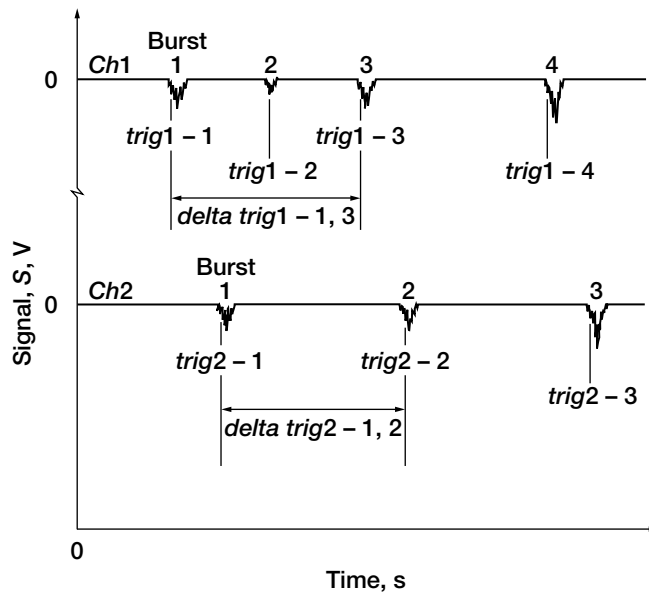 Burst
Ch1 1 2 3 4
0
trig1 – 1 trig1 – 3
trig1 – 2 trig1 – 4
delta trig1 – 1, 3
Burst
Ch2 1 2 3
0
trig2 – 1 trig2 – 2
trig2 – 3
delta trig2 – 1, 2
Signal, S, V
0
Time, s